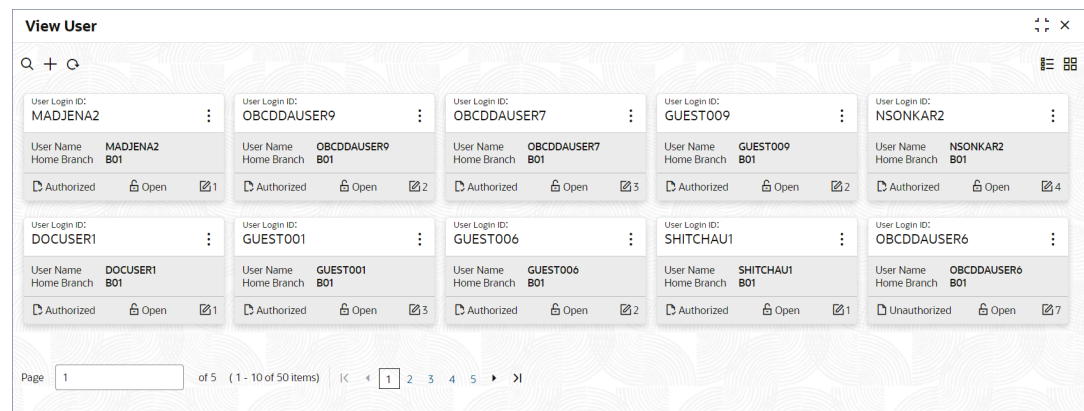 View User
User Login ID: User Login ID: User Login ID: User Login ID: User Login ID:
MADJENA2 OBCDDAUSER9 OBCDDAUSER7 GUEST009 NSONKAR2
User Name MADJENA2 User Name OBCDDAUSER9 User Name OBCDDAUSER7 User Name GUEST009 User Name NSONKAR2
Home Branch B01 Home Branch B01 Home Branch B01 Home Branch B01 Home Branch B01
Authorized Open 1 Authorized Open 2 Authorized Open 3 Authorized Open 2 Authorized Open 4
User Login ID: User Login ID: User Login ID: User Login ID: User Login ID:
DOCUSER1 GUEST001 GUEST006 SHITCHAU1 OBCDDAUSER6
User Name DOCUSER1 User Name GUEST001 User Name GUEST006 User Name SHITCHAU1 User Name OBCDDAUSER6
Home Branch B01 Home Branch B01 Home Branch B01 Home Branch B01 Home Branch B01
Authorized Open 1 Authorized Open 3 Authorized Open 2 Authorized Open 1 Unauthorized Open 7
Page 1 of 5 (1 - 10 of 50 items) 1 2 3 4 5